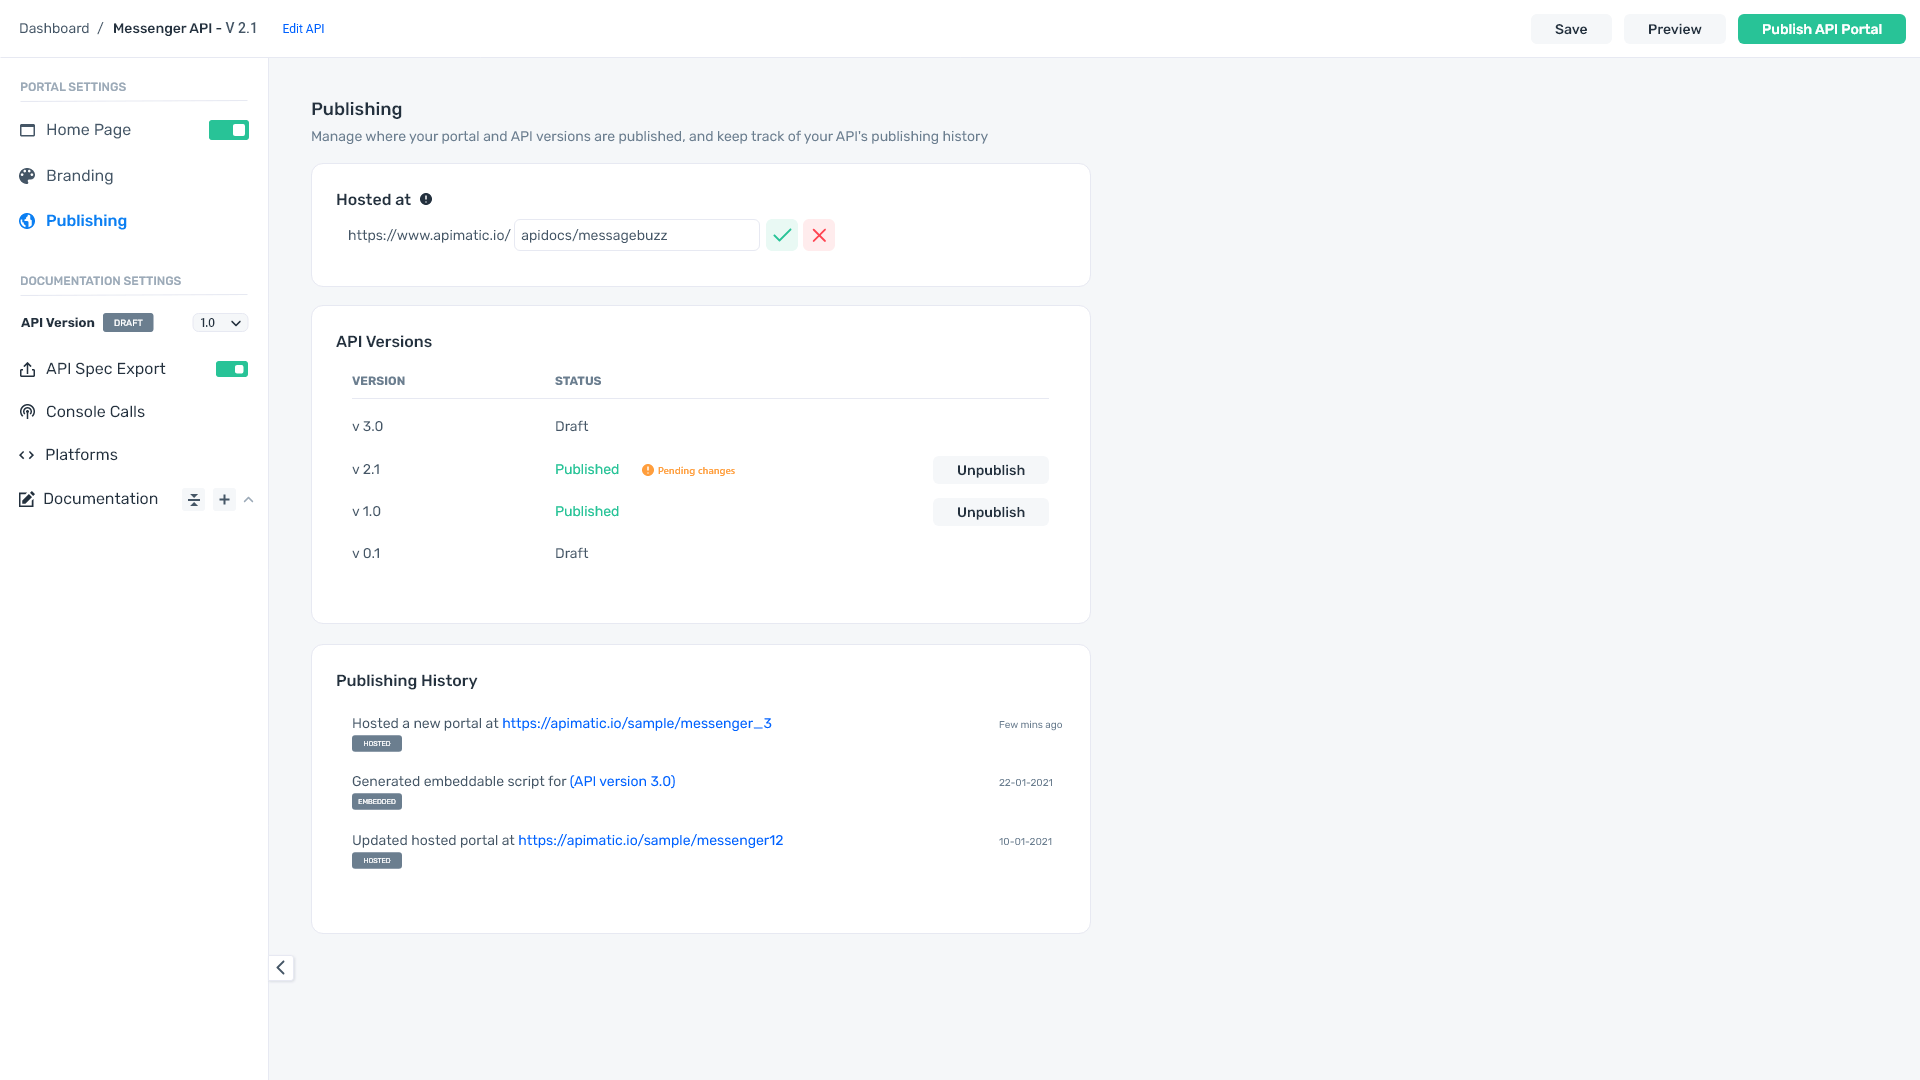 Dashboard / Messenger API - V 2.1 Edit API
Save Preview Publish API Portal
PORTAL SETTINGS
Home Page
Branding
Publishing
DOCUMENTATION SETTINGS
API Version DRAFT 1.0
API Spec Export
Console Calls
Platforms
Documentation
Publishing
Manage where your portal and API versions are published, and keep track of your API's publishing history
Hosted at
https://www.apimatic.io/ apidocs/messagebuzz
API Versions
VERSION STATUS
v 3.0 Draft
v 2.1 Published Pending changes Unpublish
v 1.0 Published Unpublish
v 0.1 Draft
Publishing History
Hosted a new portal at https://apimatic.io/sample/messenger_3 Few mins ago
HOSTED
Generated embeddable script for (API version 3.0) 22-01-2021
EMBEDDED
Updated hosted portal at https://apimatic.io/sample/messenger12 10-01-2021
HOSTED